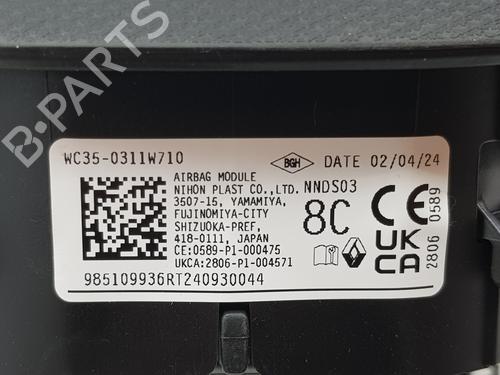 WC35-0311W710
BGH
DATE 02/04/24
AIRBAG MODULE
NIHON PLAST CO.,LTD.
3507-15, YAMAMIYA,
FUJINOMIYA-CITY
SHIZUOKA-PREF,
418-0111, JAPAN
CE:0589-P1-000475
UKCA:2806-P1-004571
NNDS03
8C
CE
UK
CA
0589
2806
985109936RT240930044
B-PARTS